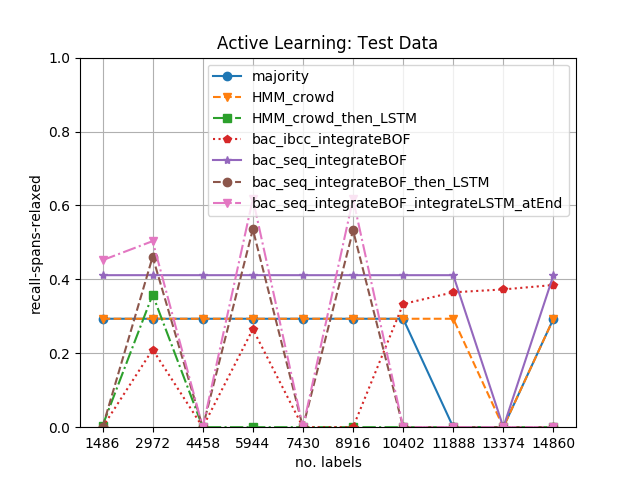 Active Learning: Test Data
1.0
0.8
0.6
0.4
0.2
0.0
recall-spans-relaxed
majority
HMM_crowd
HMM_crowd_then_LSTM
bac_ibcc_integrateBOF
bac_seq_integrateBOF
bac_seq_integrateBOF_then_LSTM
bac_seq_integrateBOF_integrateLSTM_atEnd
1486 2972 4458 5944 7430 8916 10402 11888 13374 14860
no. labels